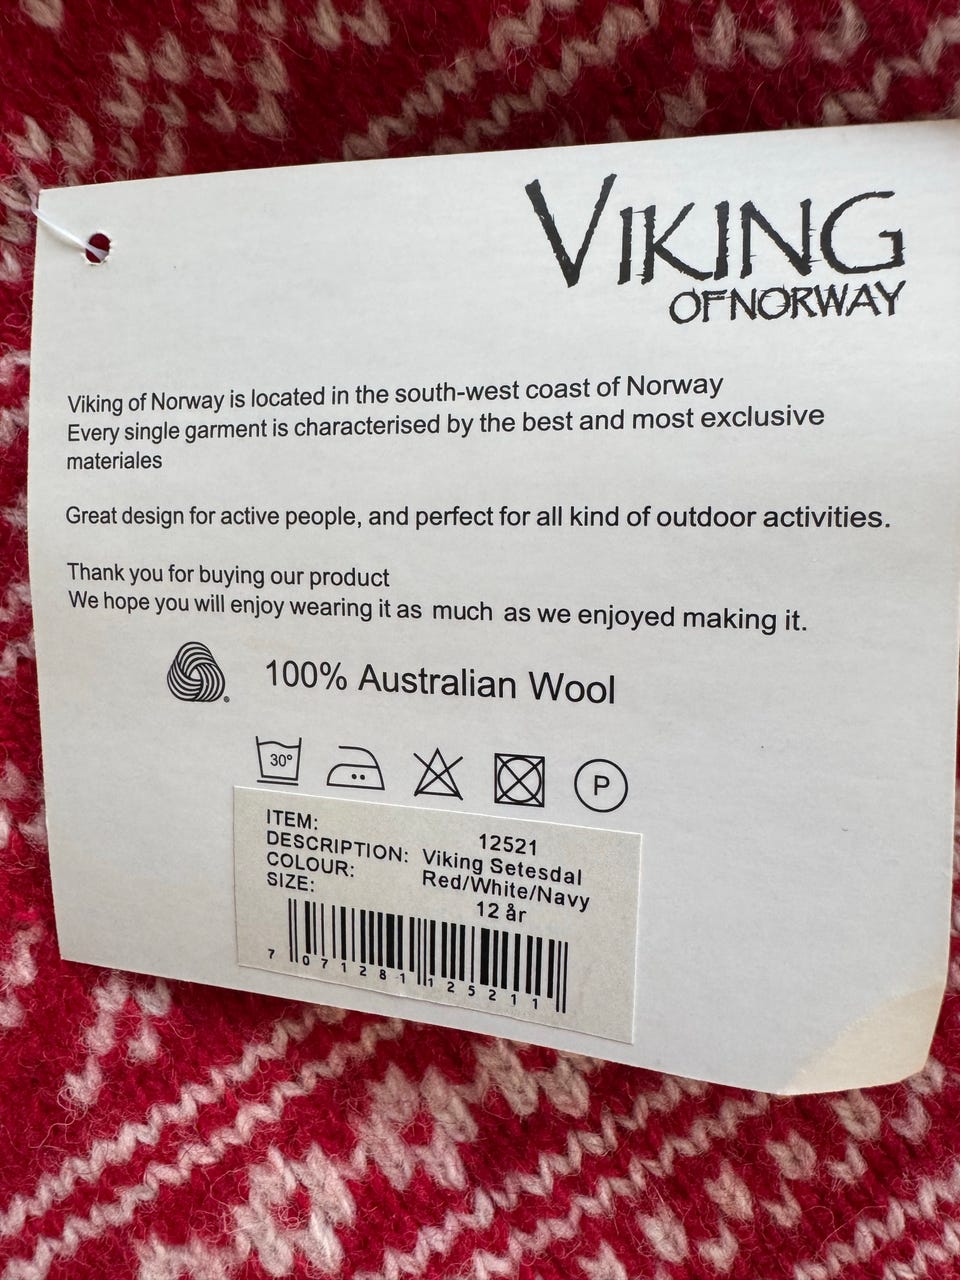 VIKING
OF NORWAY
Viking of Norway is located in the south-west coast of Norway
Every single garment is characterised by the best and most exclusive
materiales
Great design for active people, and perfect for all kind of outdoor activities.
Thank you for buying our product
We hope you will enjoy wearing it as much as we enjoyed making it.
® 100% Australian Wool
30° P
ITEM: 12521
DESCRIPTION: Viking Setesdal
COLOUR: Red/White/Navy
SIZE: 12 år
7 071281 125211